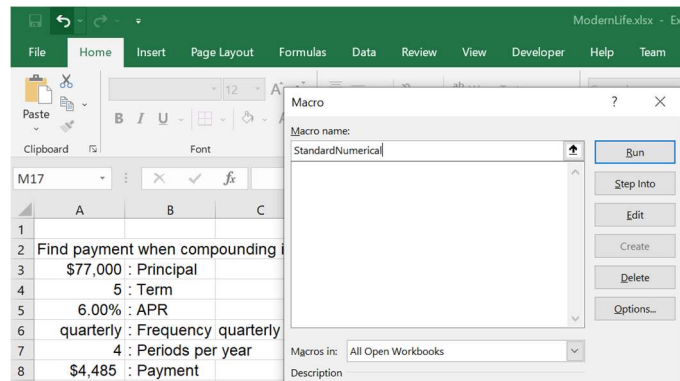 ModernLife.xlsx - Ex
File Home Insert Page Layout Formulas Data Review View Developer Help Team
Paste
12
B I U
Clipboard Font
M17
fx
A B C
1
2 Find payment when compounding i
3 $77,000 : Principal
4 5 : Term
5 6.00% : APR
6 quarterly : Frequency quarterly
7 4 : Periods per year
8 $4,485 : Payment
Macro ? ×
Macro name:
StandardNumerical
Run
Step Into
Edit
Create
Delete
Options...
Macros in: All Open Workbooks
Description